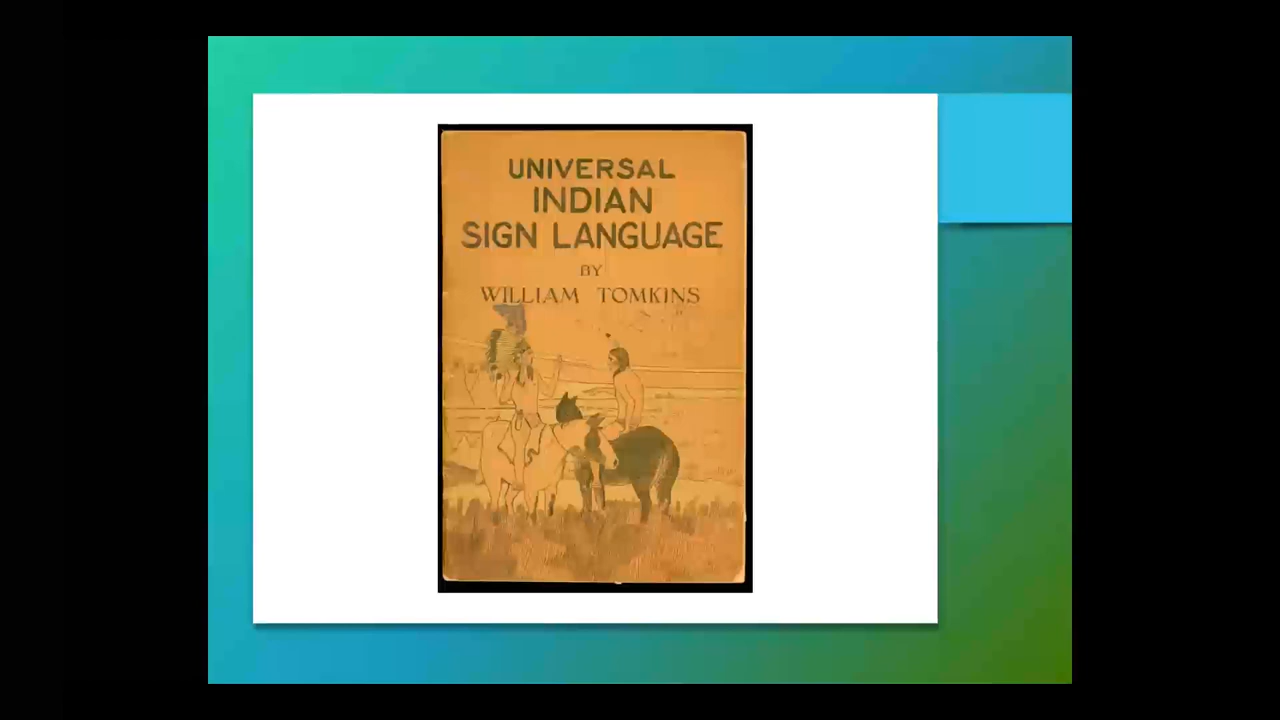 UNIVERSAL
INDIAN
SIGN LANGUAGE
BY
WILLIAM TOMKINS